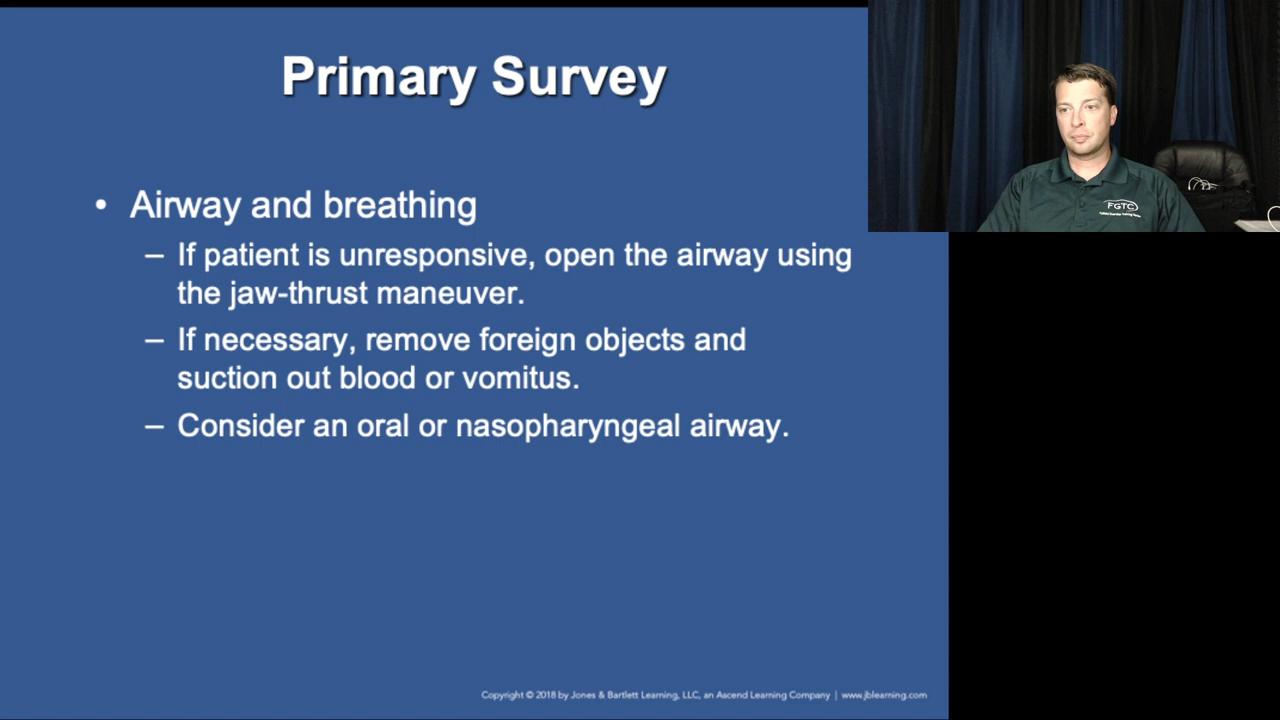 Primary Survey
• Airway and breathing
– If patient is unresponsive, open the airway using
the jaw-thrust maneuver.
– If necessary, remove foreign objects and
suction out blood or vomitus.
– Consider an oral or nasopharyngeal airway.
Copyright © 2018 by Jones & Bartlett Learning, LLC, an Ascend Learning Company | www.jblearning.com
FGTC